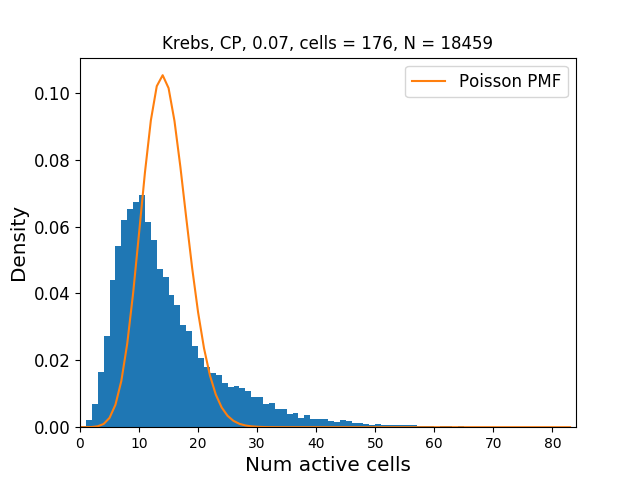 Krebs, CP, 0.07, cells = 176, N = 18459
Poisson PMF
0.10
0.08
0.06
0.04
0.02
0.00
Density
0 10 20 30 40 50 60 70 80
Num active cells